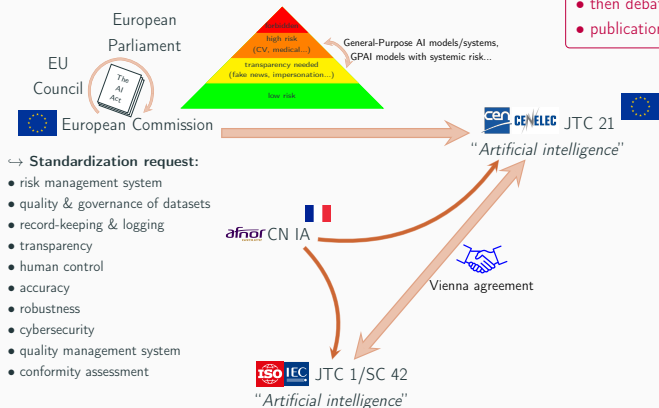 European
Parliament
EU
Council
The
AI
Act
European Commission
high risk
(CV, medical...)
transparency needed
(fake news, impersonation...)
low risk
General-Purpose AI models/systems,
GPAI models with systemic risk...
• then debat
• publication
cen CENELEC JTC 21
“Artificial intelligence”
↪ Standardization request:
• risk management system
• quality & governance of datasets
• record-keeping & logging
• transparency
• human control
• accuracy
• robustness
• cybersecurity
• quality management system
• conformity assessment
afnor CN IA
Vienna agreement
ISO IEC JTC 1/SC 42
“Artificial intelligence”